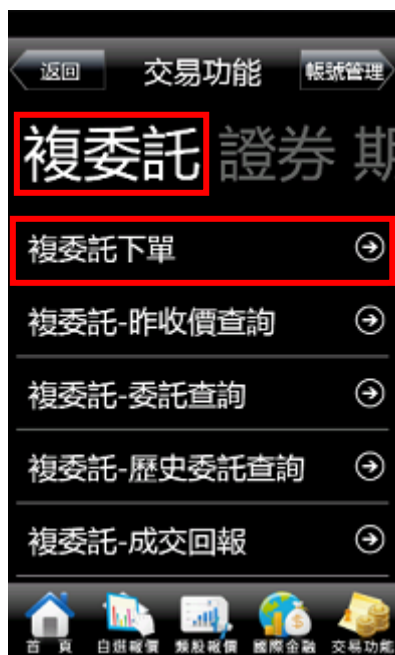 返回 交易功能 帳號管理
複委託 證券 期
複委託下單
複委託-昨收價查詢
複委託-委託查詢
複委託-歷史委託查詢
複委託-成交回報
首頁 自選報價 類股報價 國際金融 交易功能